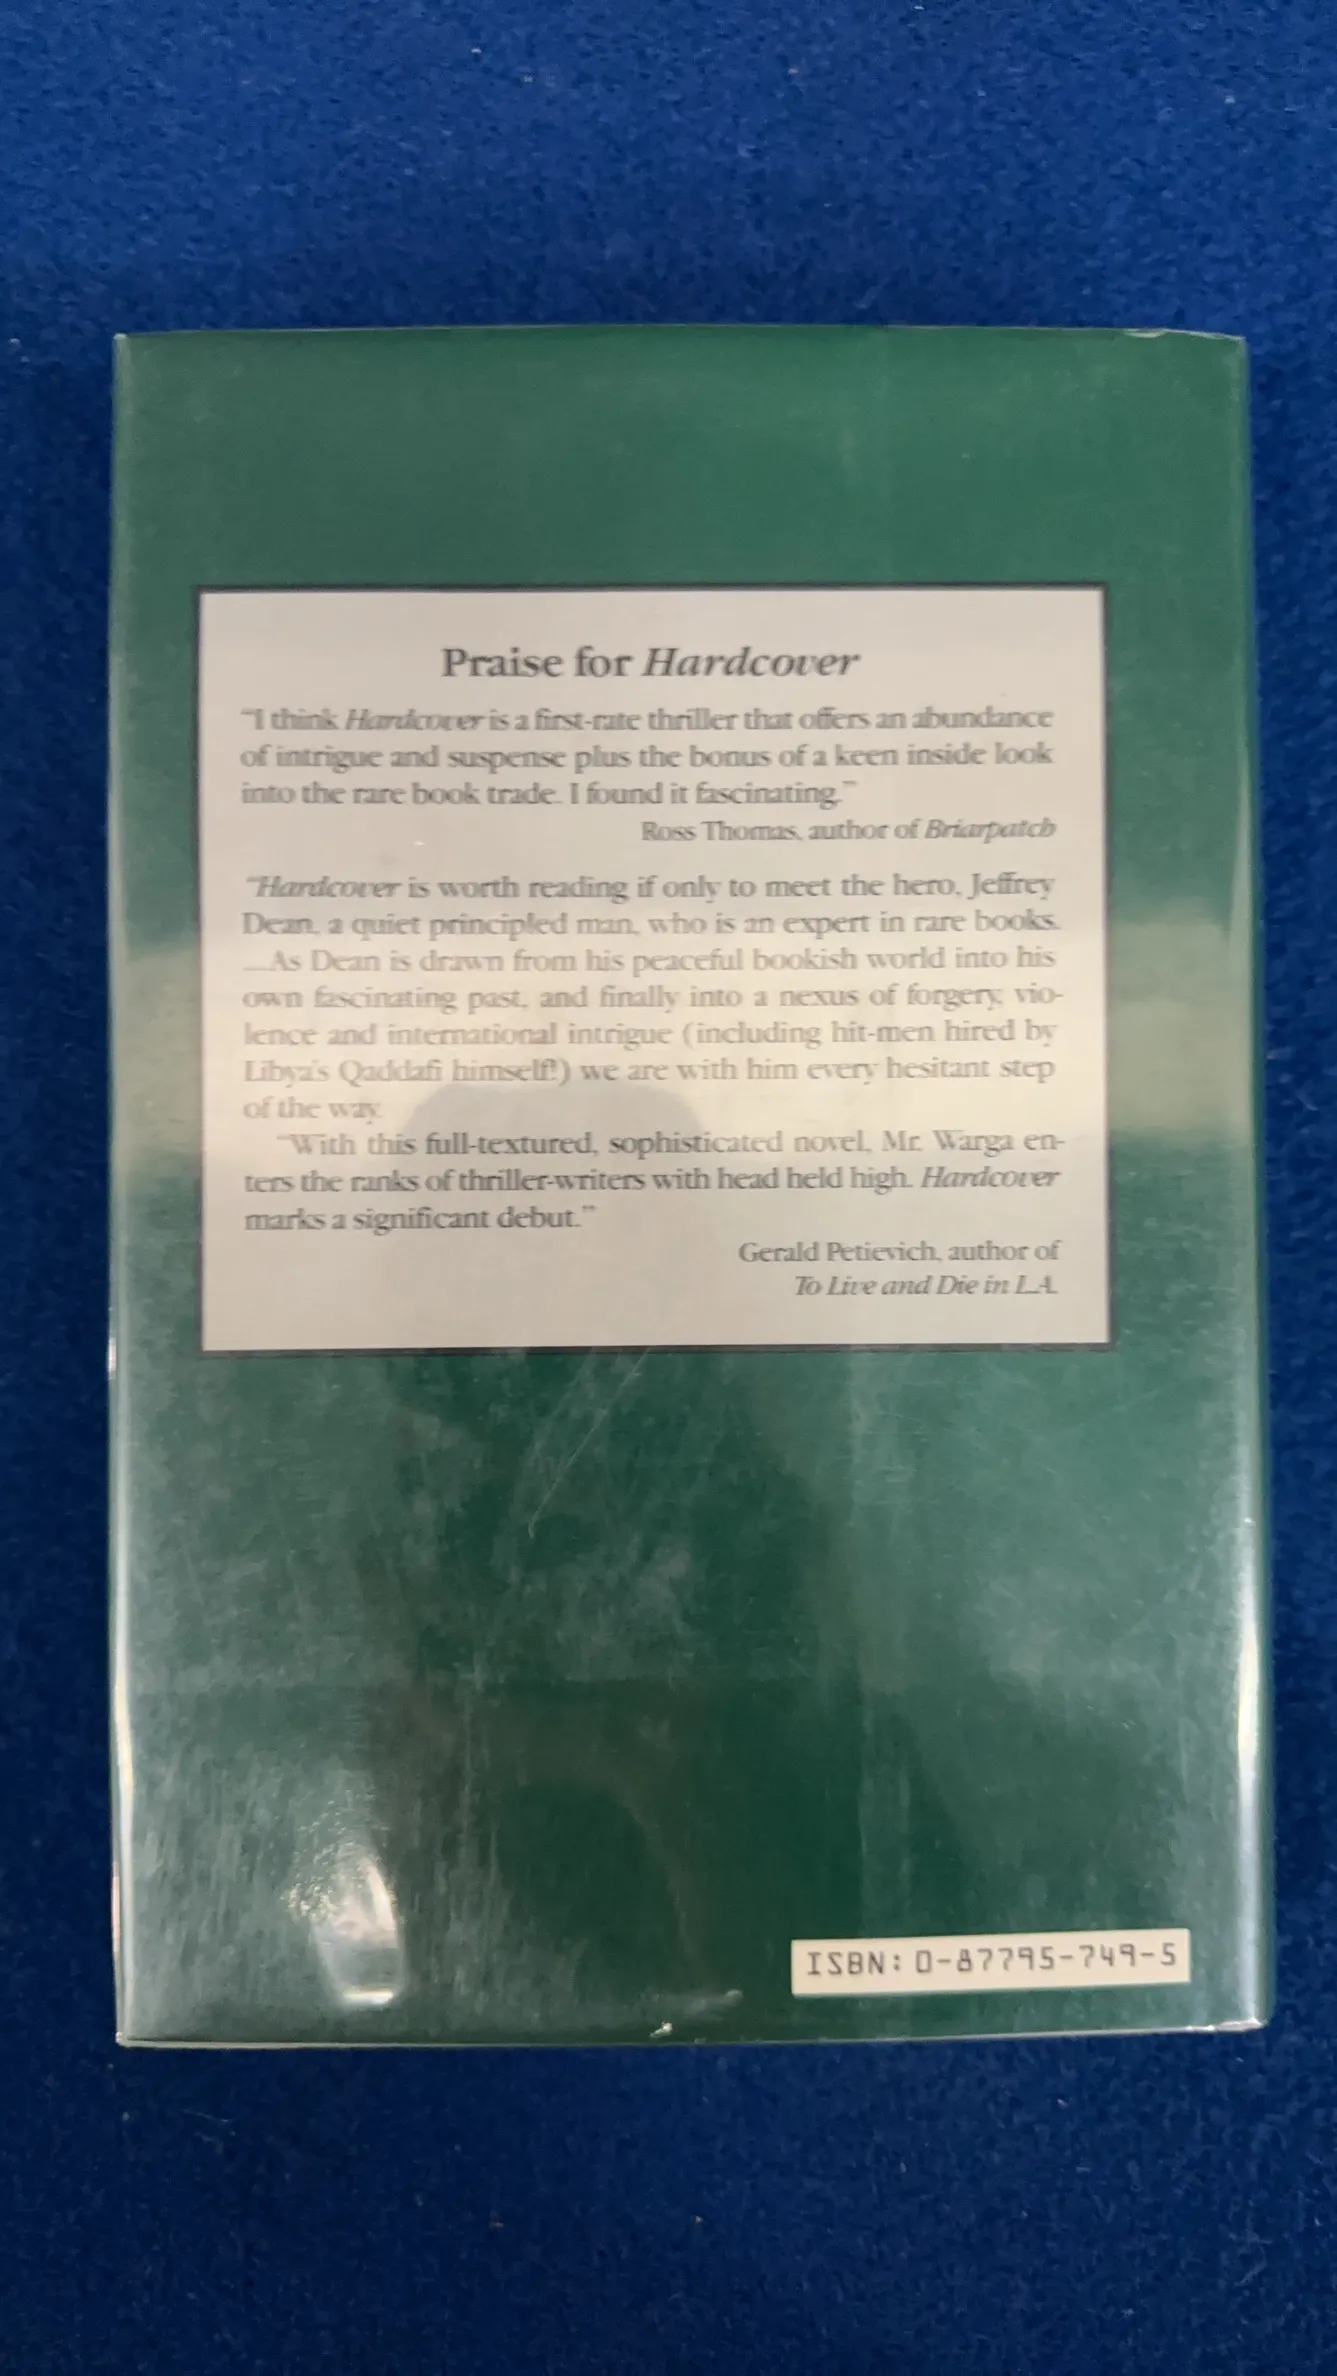 Praise for Hardcover
"I think Hardcover is a first-rate thriller that offers an abundance
of intrigue and suspense plus the bonus of a keen inside look
into the rare book trade. I found it fascinating."
Ross Thomas, author of Briarpatch
"Hardcover is worth reading if only to meet the hero, Jeffrey
Dean, a quiet principled man, who is an expert in rare books.
...As Dean is drawn from his peaceful bookish world into his
own fascinating past, and finally into a nexus of forgery, vio-
lence and international intrigue (including hit-men hired by
Libya's Qaddafi himself!) we are with him every hesitant step
of the way.
"With this full-textured, sophisticated novel, Mr. Warga en-
ters the ranks of thriller-writers with head held high. Hardcover
marks a significant debut."
Gerald Petievich, author of
To Live and Die in L.A.
ISBN: 0-87795-749-5